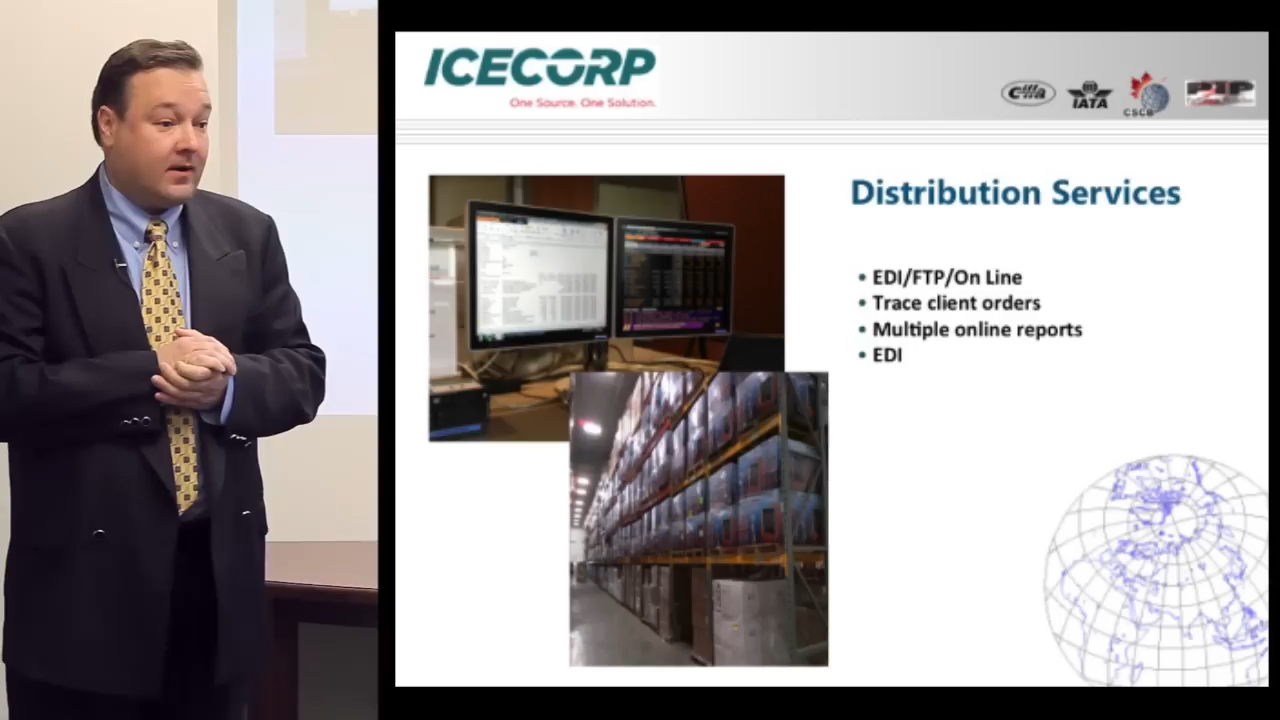 ICECORP
One Source. One Solution.
IATA
CSCB
Distribution Services
• EDI/FTP/On Line
• Trace client orders
• Multiple online reports
• EDI